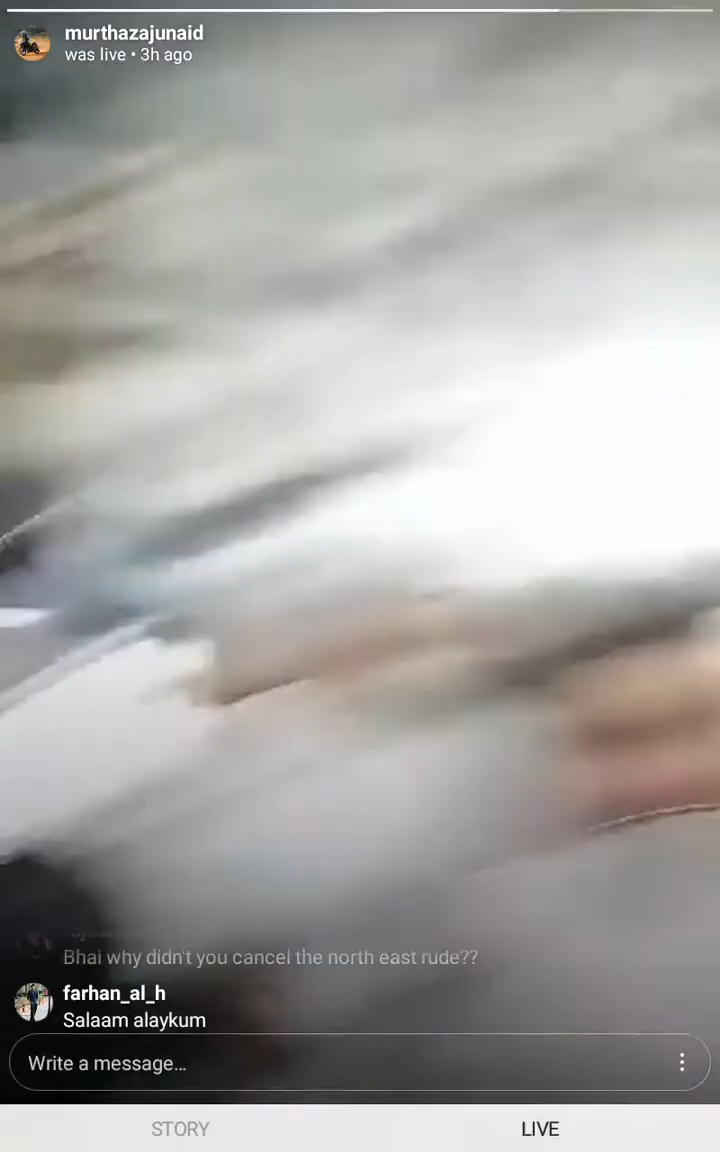 murthazajunaid
was live • 3h ago
Bhai why didn't you cancel the north east rude??
farhan_al_h
Salaam alaykum
Write a message...
STORY
LIVE